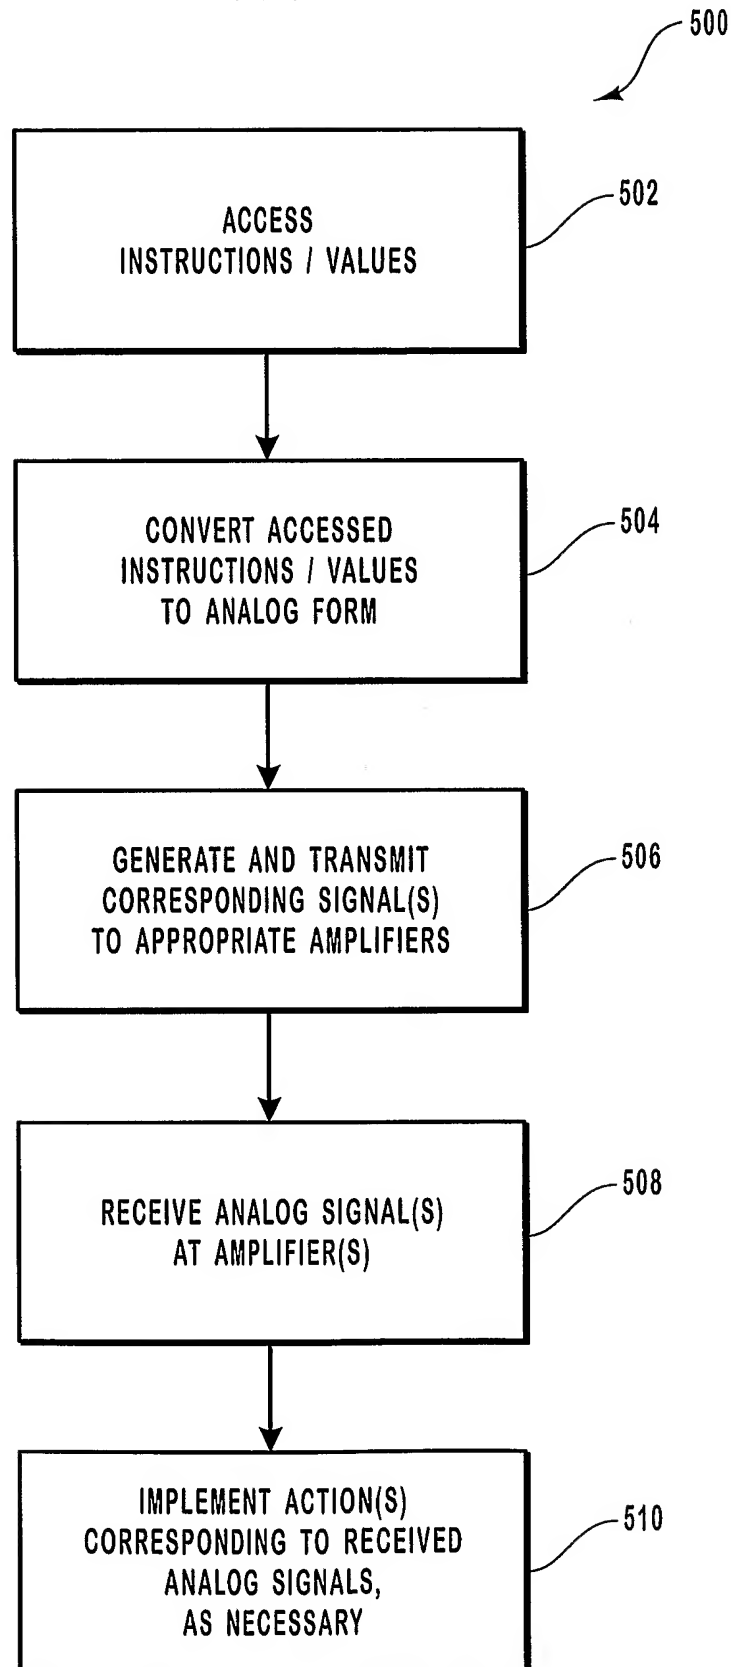 500
ACCESS
INSTRUCTIONS / VALUES
502
CONVERT ACCESSED
INSTRUCTIONS / VALUES
TO ANALOG FORM
504
GENERATE AND TRANSMIT
CORRESPONDING SIGNAL(S)
TO APPROPRIATE AMPLIFIERS
506
RECEIVE ANALOG SIGNAL(S)
AT AMPLIFIER(S)
508
IMPLEMENT ACTION(S)
CORRESPONDING TO RECEIVED
ANALOG SIGNALS,
AS NECESSARY
510